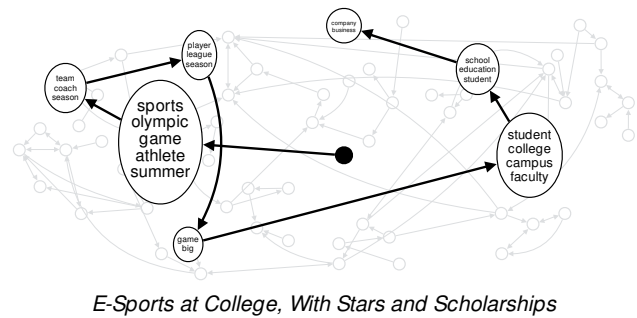 company
business
player
league
season
school
education
student
team
coach
season
sports
olympic
game
athlete
summer
student
college
campus
faculty
game
big
E-Sports at College, With Stars and Scholarships